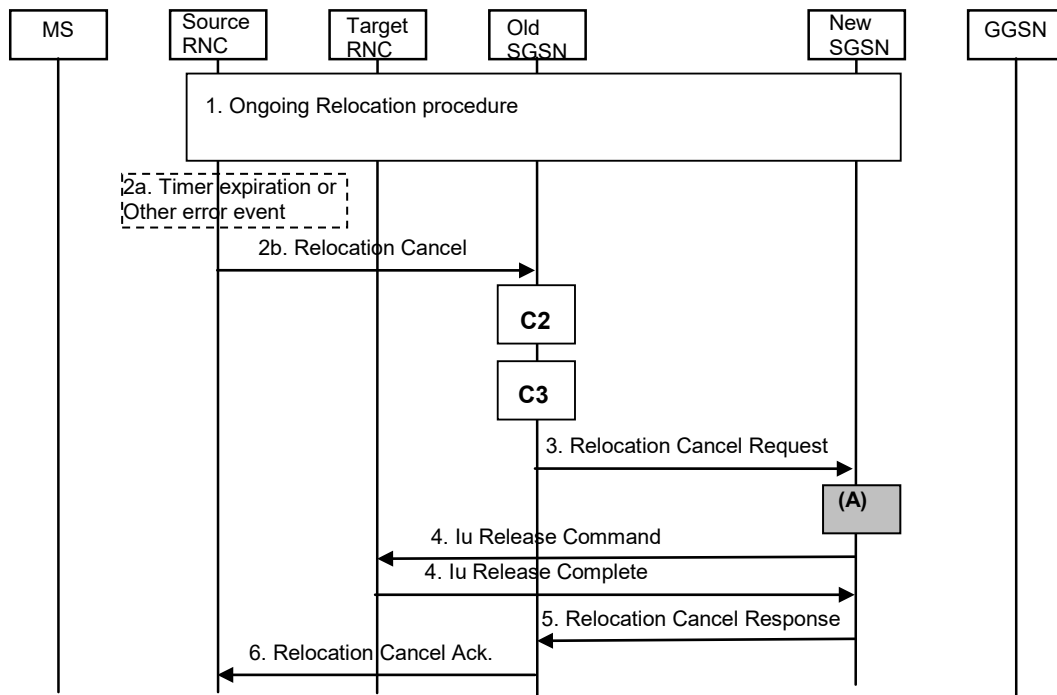 MS
Source
RNC
Target
RNC
Old
SGSN
New
SGSN
GGSN
1. Ongoing Relocation procedure
2a. Timer expiration or
Other error event
2b. Relocation Cancel
C2
C3
3. Relocation Cancel Request
(A)
4. Iu Release Command
4. Iu Release Complete
5. Relocation Cancel Response
6. Relocation Cancel Ack.